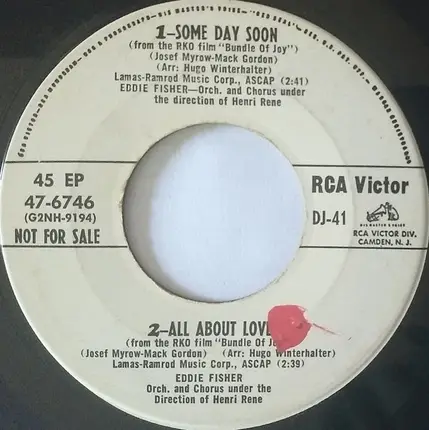 1-SOME DAY SOON
(from the RKO film "Bundle Of Joy")
(Josef Myrow-Mack Gordon)
(Arr: Hugo Winterhalter)
Lamas-Ramrod Music Corp., ASCAP (2:41)
EDDIE FISHER-Orch. and Chorus under
the direction of Henri Rene
45 EP
47-6746
(G2NH-9194)
NOT FOR SALE
RCA Victor
DJ-41
HIS MASTER'S VOICE
RCA VICTOR DIV.
CAMDEN, N. J.
2-ALL ABOUT LOVE
(from the RKO film "Bundle Of Joy")
(Josef Myrow-Mack Gordon) (Arr: Hugo Winterhalter)
Lamas-Ramrod Music Corp., ASCAP (2:39)
EDDIE FISHER
Orch. and Chorus under the
Direction of Henri Rene